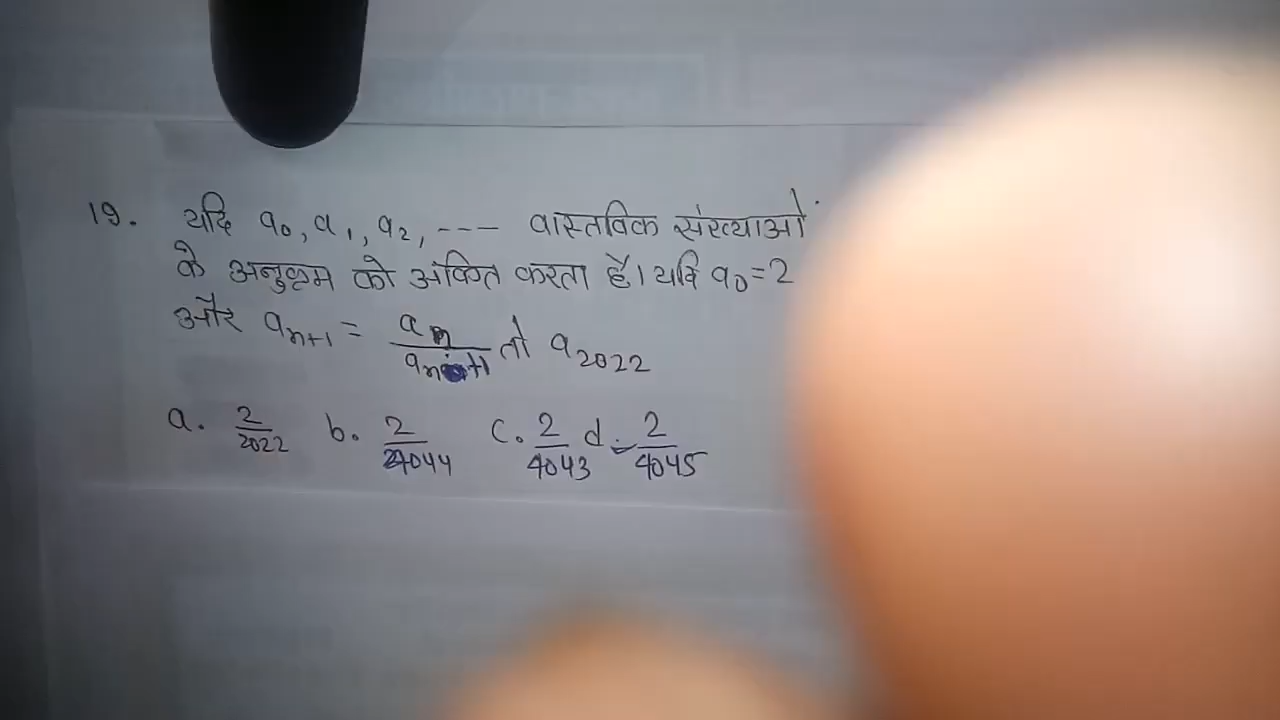 19. यदि a₀, a₁, a₂, ---- वास्तविक संख्याओं
के अनुक्रम को अंकित करता है। यदि a₀=2
और aₙ₊₁ = aₙ/aₙ+1 तो a₂₀₂₂
a. 2/2022 b. 2/4044 c. 2/4043 d. 2/4045